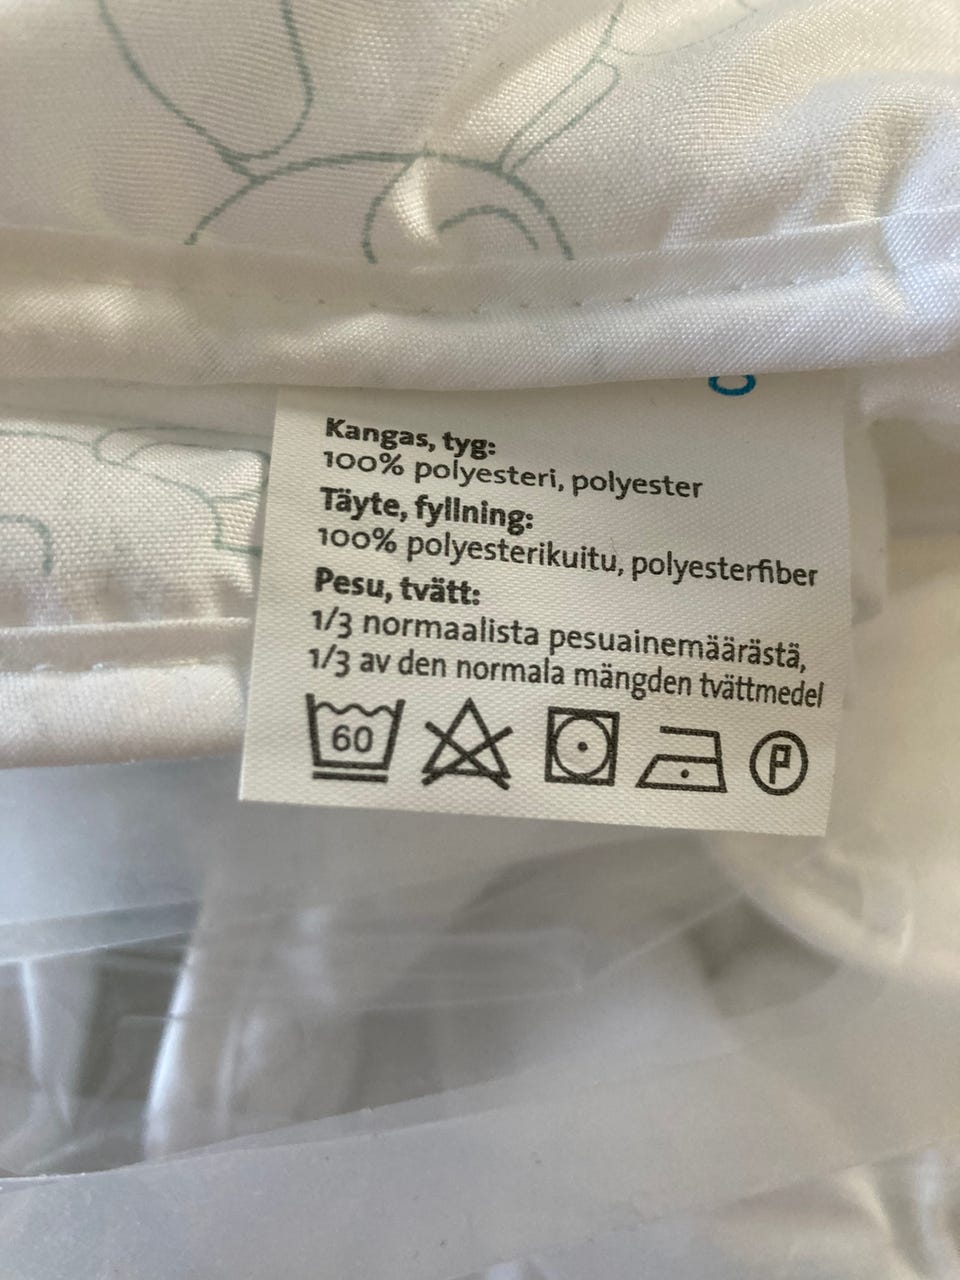 Kangas, tyg:
100% polyesteri, polyester
Täyte, fyllning:
100% polyesterikuitu, polyesterfiber
Pesu, tvätt:
1/3 normaalista pesuainemäärästä,
1/3 av den normala mängden tvättmedel
60 P